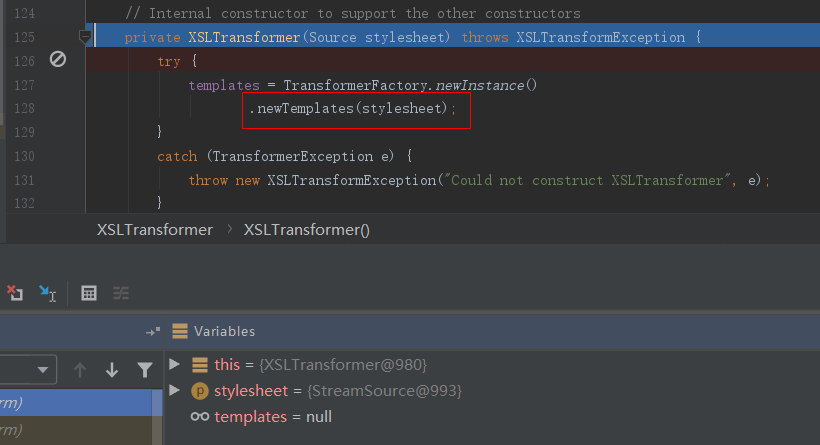 124 // Internal constructor to support the other constructors
125 private XSLTransformer(Source stylesheet) throws XSLTransformException {
126 try {
127 templates = TransformerFactory.newInstance()
128 .newTemplates(stylesheet);
129 }
130 catch (TransformerException e) {
131 throw new XSLTransformException("Could not construct XSLTransformer", e);
132 }
XSLTransformer > XSLTransformer()
Variables
this = {XSLTransformer@980}
rm) stylesheet = {StreamSource@993}
rm) templates = null